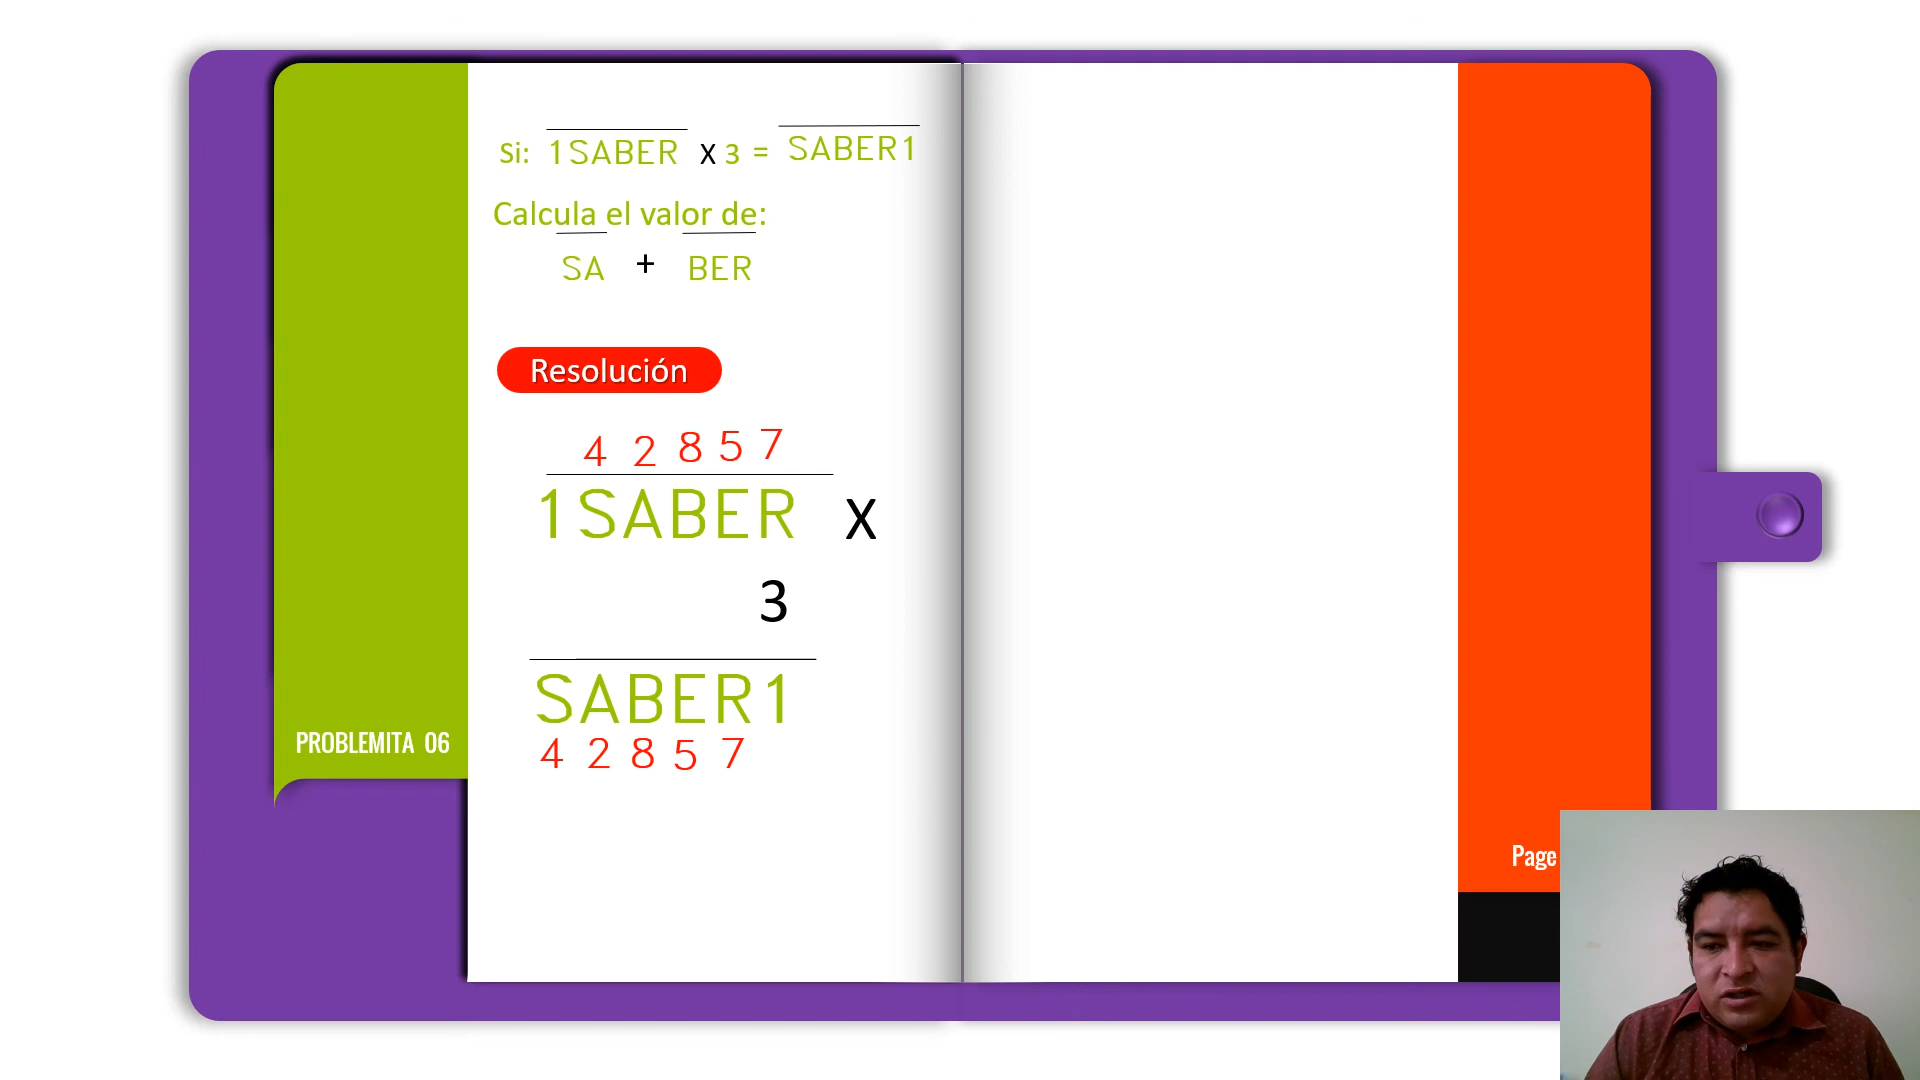 Si: 1SABER x 3 = SABER1
Calcula el valor de:
SA + BER
Resolución
4 2 8 5 7
1SABER x
3
SABER1
4 2 8 5 7
PROBLEMITA 06
Page